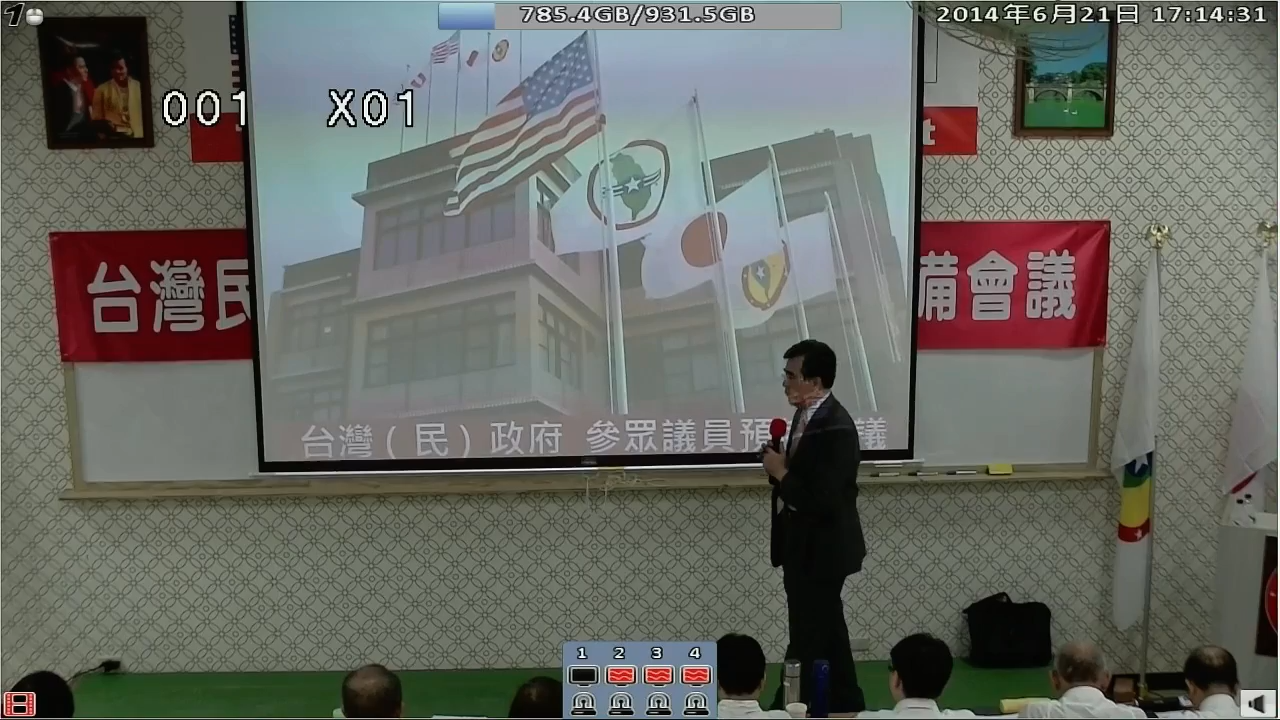 1
785.4GB/931.5GB
2014年6月21日 17:14:31
001 X01
t
台灣民
備會議
台灣（民）政府 參眾議員預 議
1 2 3 4